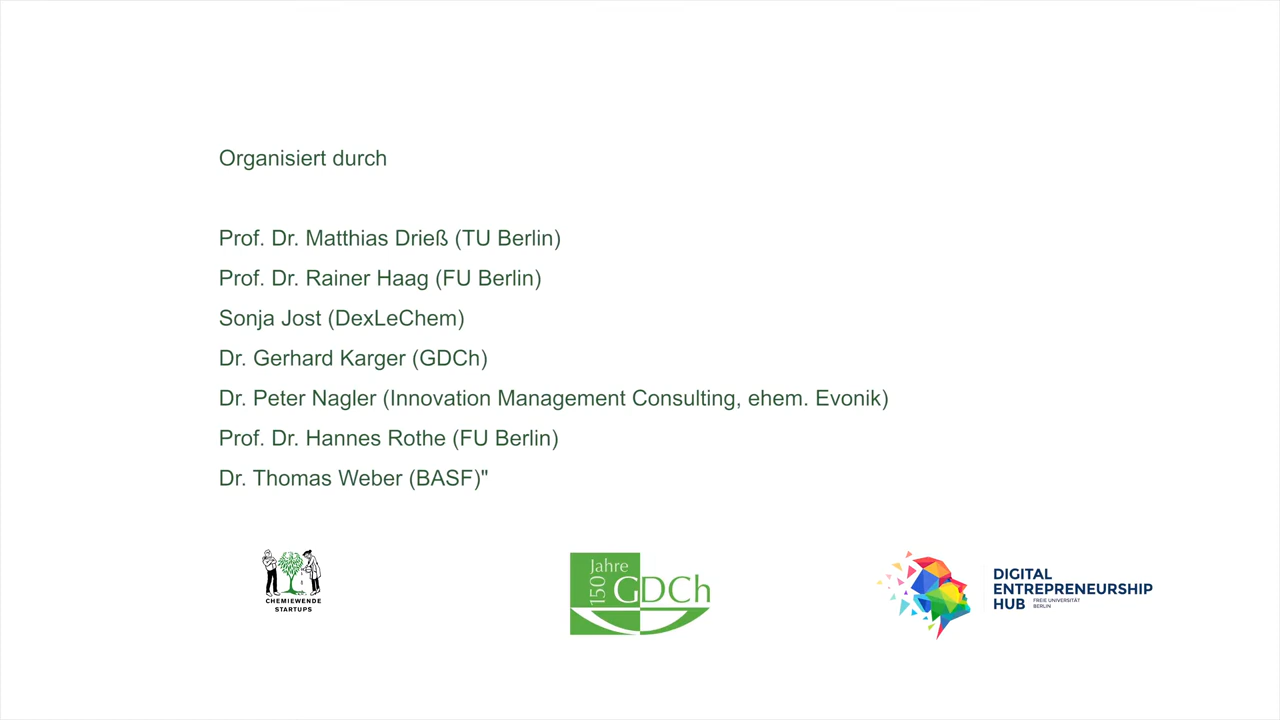 Organisiert durch
Prof. Dr. Matthias Drieß (TU Berlin)
Prof. Dr. Rainer Haag (FU Berlin)
Sonja Jost (DexLeChem)
Dr. Gerhard Karger (GDCh)
Dr. Peter Nagler (Innovation Management Consulting, ehem. Evonik)
Prof. Dr. Hannes Rothe (FU Berlin)
Dr. Thomas Weber (BASF)"
CHEMIEWENDE
STARTUPS
150 Jahre
GDCh
DIGITAL
ENTREPRENEURSHIP
HUB
FREIE UNIVERSITÄT
BERLIN